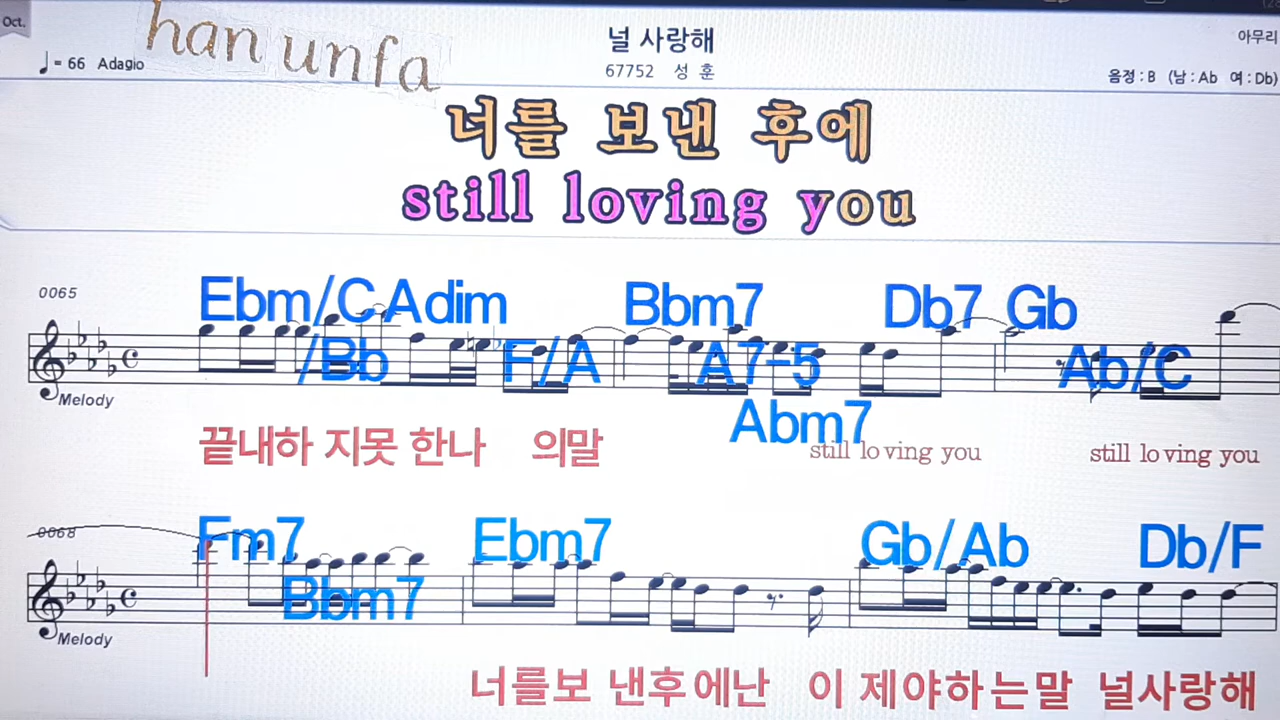 Oct.
han unfa
널 사랑해
아무리
♩= 66 Adagio
67752 성 훈
음정 : B (남 : Ab 여 : Db)
너를 보낸 후에
still loving you
0065
Ebm/C Adim Bbm7 Db7 Gb
/Bb F/A A7-5 Ab/C
Melody
Abm7
끝내하 지못 한나 의말 still loving you still loving you
0068
Fm7 Ebm7 Gb/Ab Db/F
Bbm7
Melody
너를보 낸후에난 이 제야하는말 널사랑해